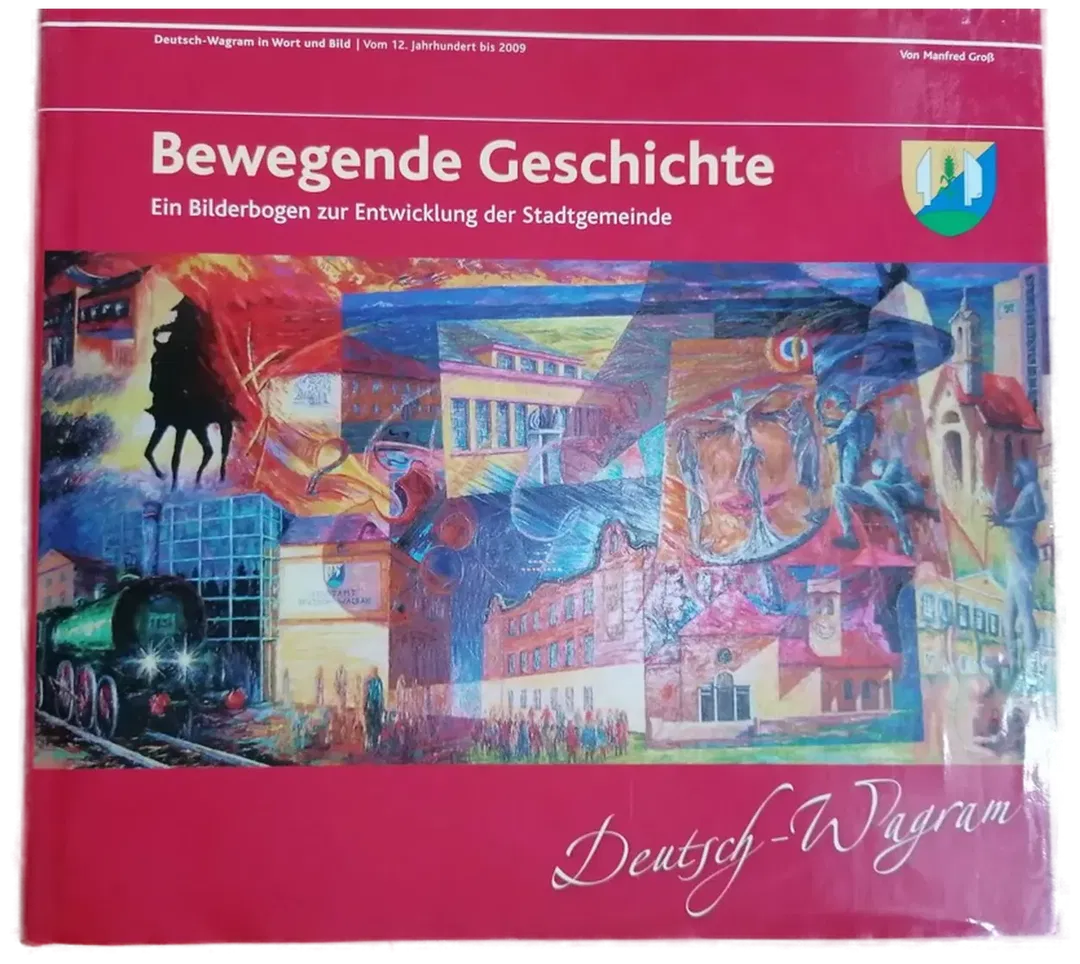 Deutsch-Wagram in Wort und Bild | Vom 12. Jahrhundert bis 2009
Von Manfred Groß
Bewegende Geschichte
Ein Bilderbogen zur Entwicklung der Stadtgemeinde
Deutsch-Wagram